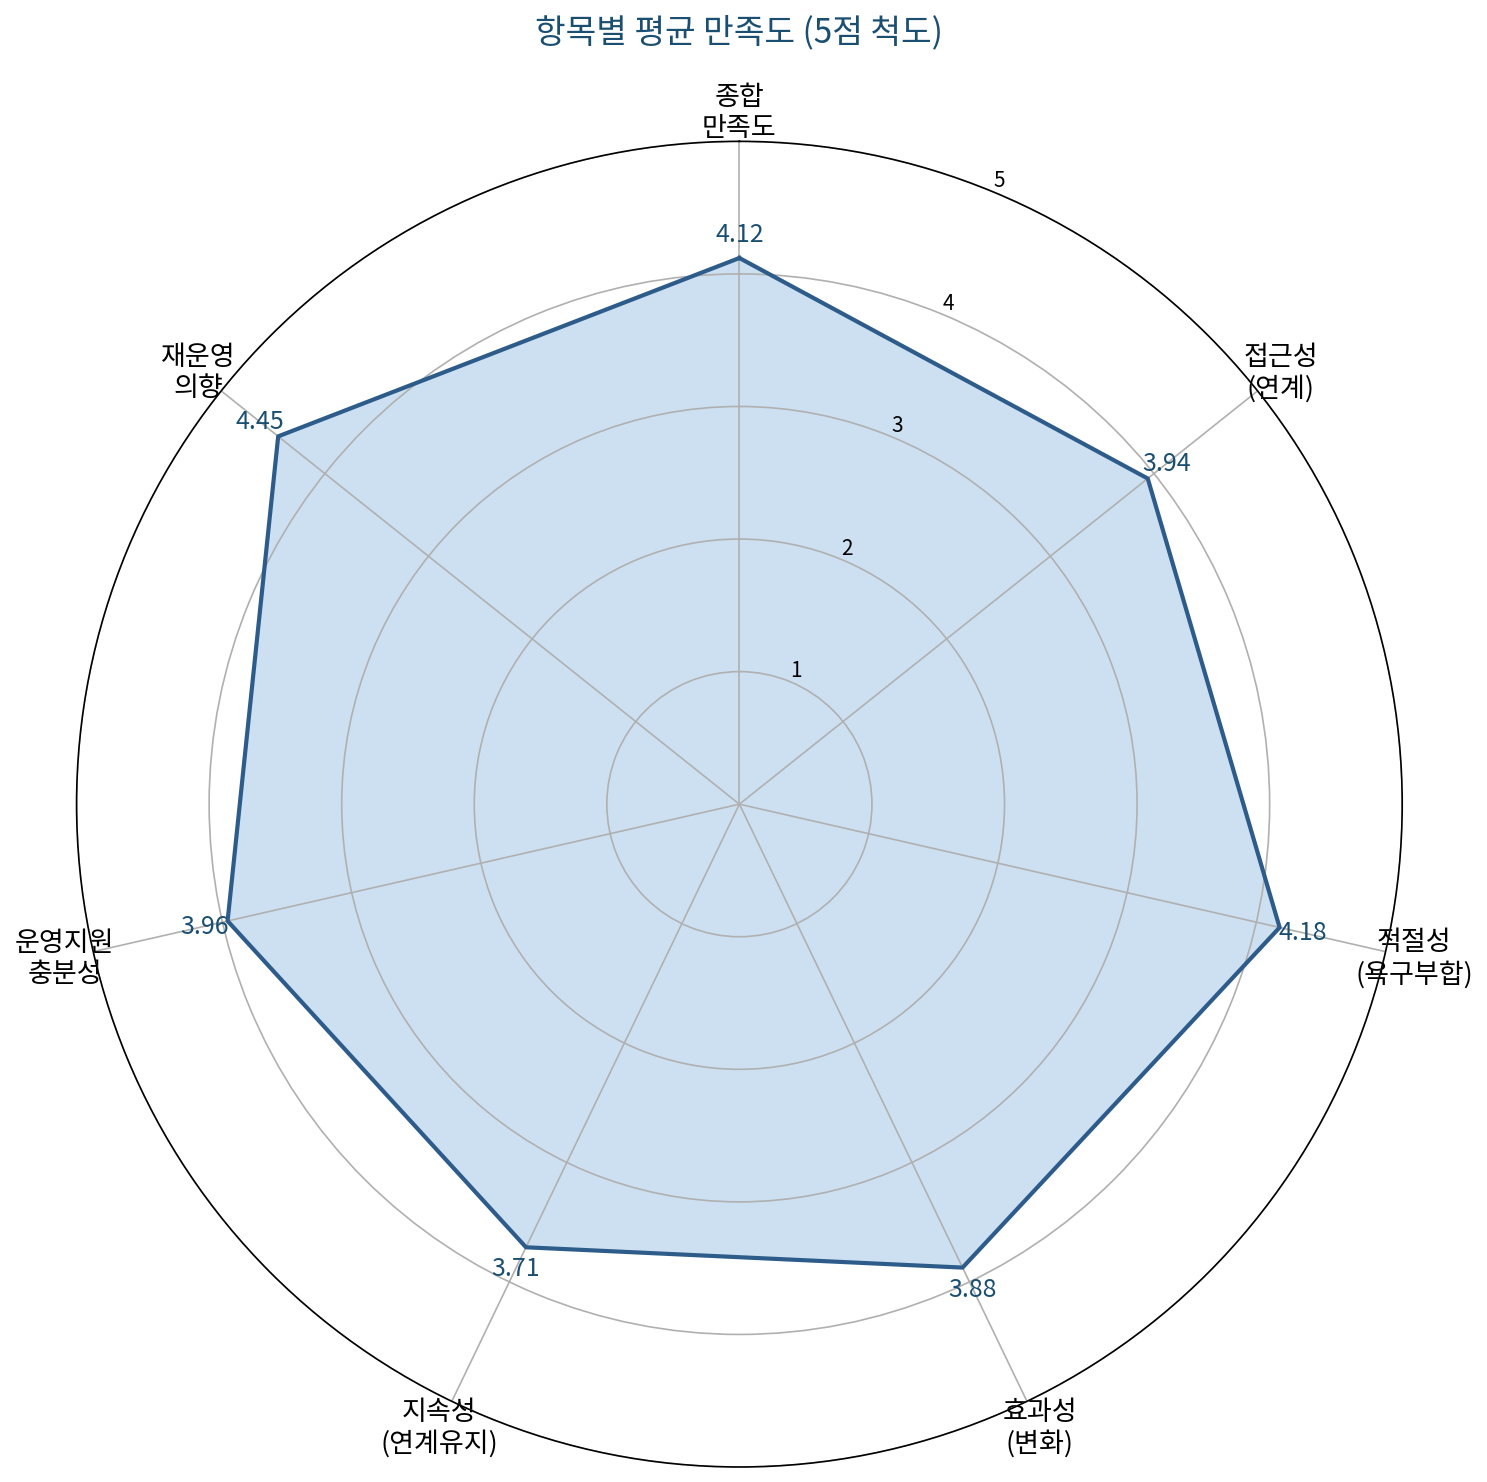 항목별 평균 만족도 (5점 척도)
종합
만족도
5
4.12
4
재운영
의향
접근성
(연계)
4.45
3
3.94
2
1
운영지원
충분성
3.96
4.18
적절성
(욕구부합)
3.71
3.88
지속성
(연계유지)
효과성
(변화)